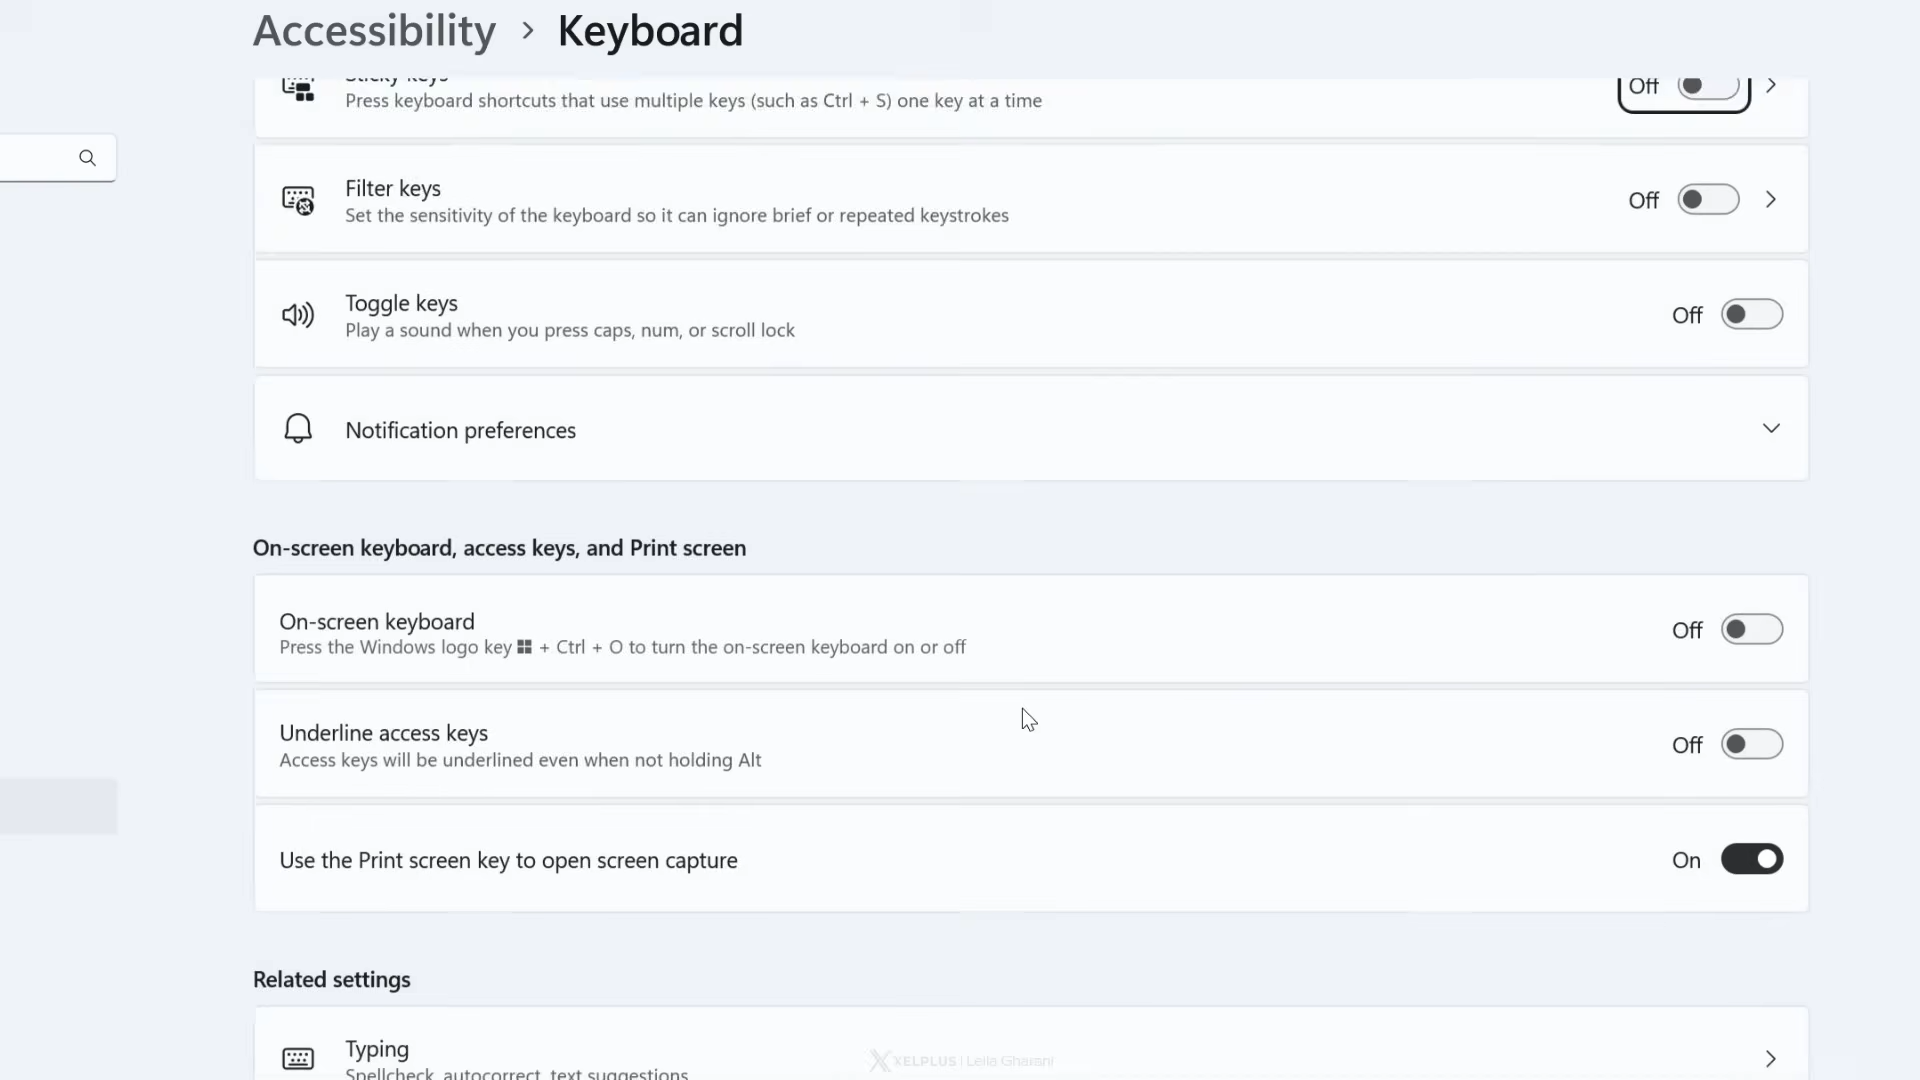 Accessibility > Keyboard
Sticky keys
Press keyboard shortcuts that use multiple keys (such as Ctrl + S) one key at a time
Off
Filter keys
Set the sensitivity of the keyboard so it can ignore brief or repeated keystrokes
Off
Toggle keys
Play a sound when you press caps, num, or scroll lock
Off
Notification preferences
On-screen keyboard, access keys, and Print screen
On-screen keyboard
Press the Windows logo key + Ctrl + O to turn the on-screen keyboard on or off
Off
Underline access keys
Access keys will be underlined even when not holding Alt
Off
Use the Print screen key to open screen capture
On
Related settings
Typing
Spellcheck, autocorrect, text suggestions
XELPLUS | Leila Gharani